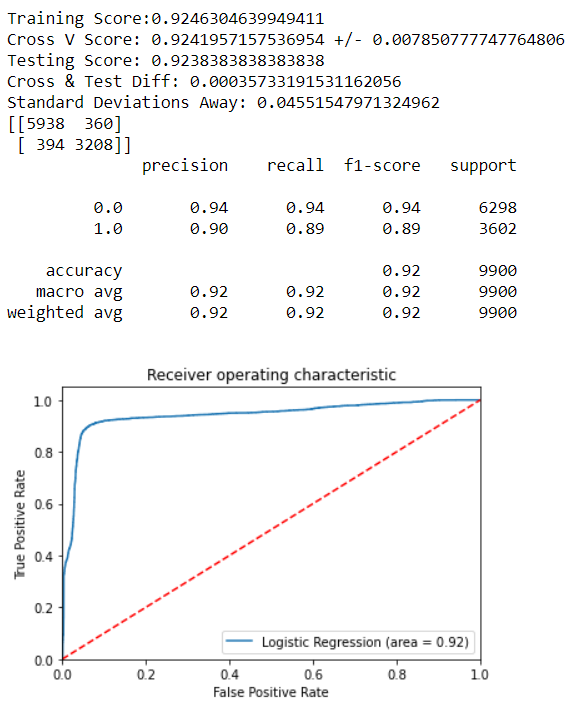 Training Score:0.9246304639949411
Cross V Score: 0.9241957157536954 +/- 0.007850777747764806
Testing Score: 0.9238383838383838
Cross & Test Diff: 0.00035733191531162056
Standard Deviations Away: 0.04551547971324962
[[5938  360]
 [ 394 3208]]
precision recall f1-score support
0.0 0.94 0.94 0.94 6298
1.0 0.90 0.89 0.89 3602
accuracy 0.92 9900
macro avg 0.92 0.92 0.92 9900
weighted avg 0.92 0.92 0.92 9900
Receiver operating characteristic
1.0
0.8
0.6
0.4
0.2
0.0
True Positive Rate
Logistic Regression (area = 0.92)
0.0 0.2 0.4 0.6 0.8 1.0
False Positive Rate